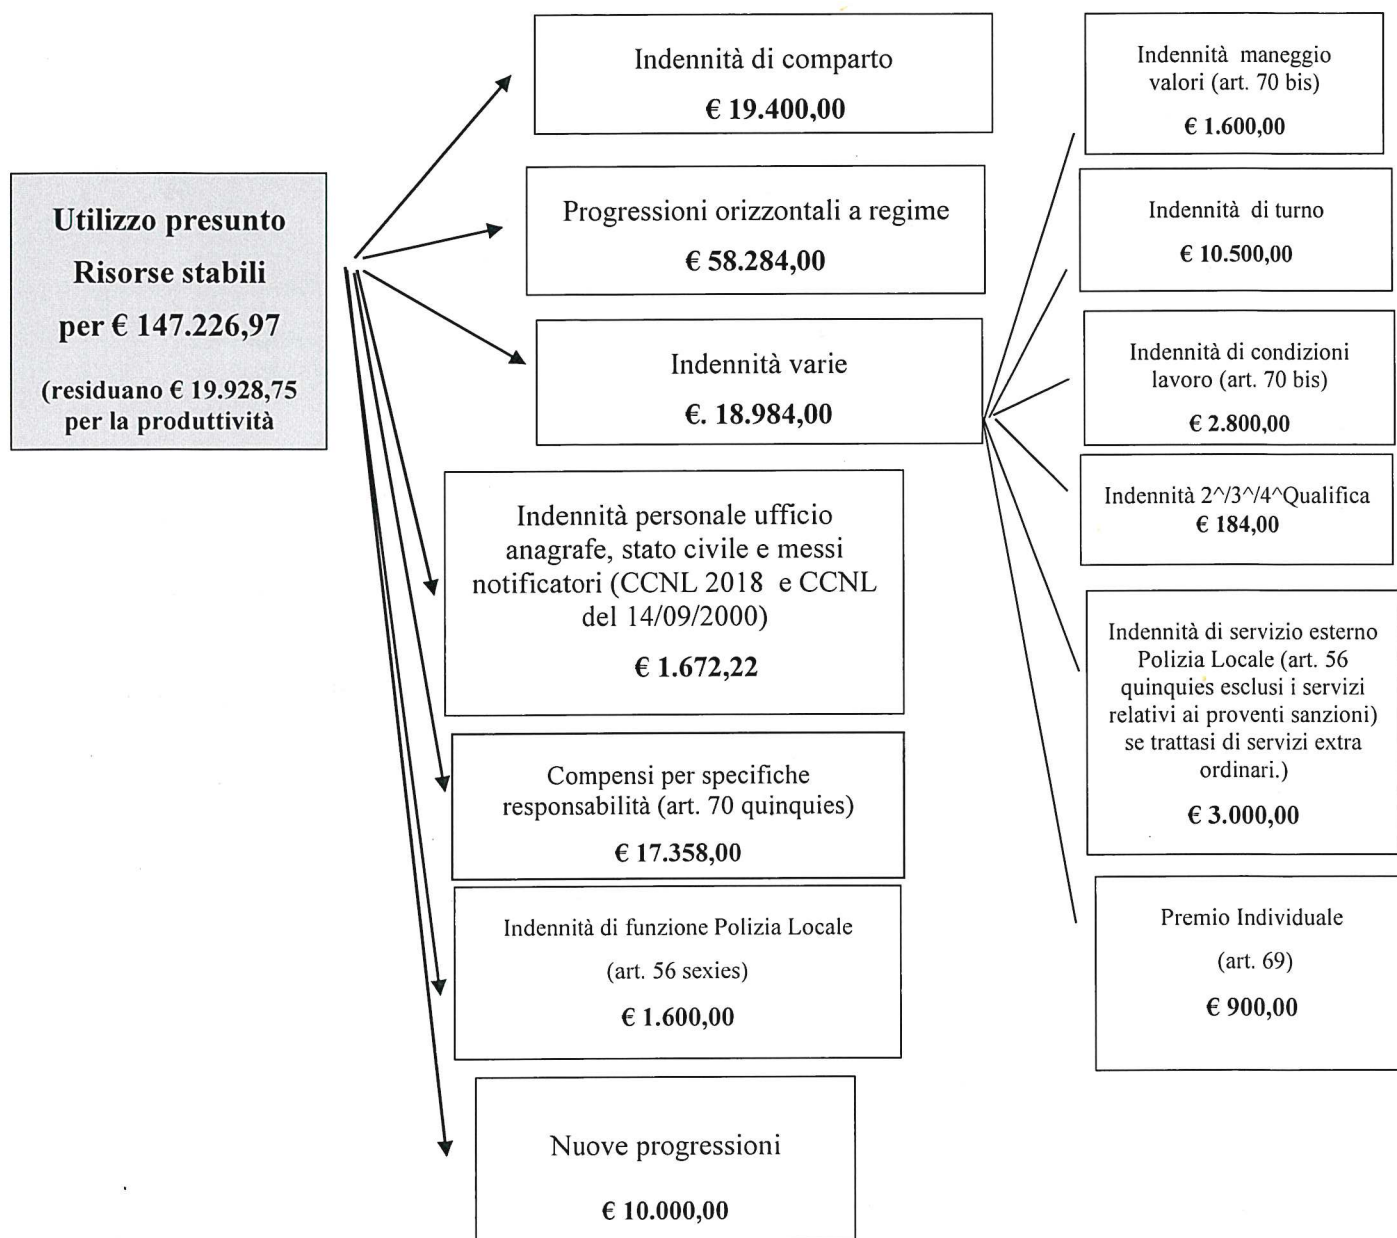 Utilizzo presunto
Risorse stabili
per € 147.226,97
(residuano € 19.928,75
per la produttività
Indennità di comparto
€ 19.400,00
Progressioni orizzontali a regime
€ 58.284,00
Indennità varie
€. 18.984,00
Indennità personale ufficio
anagrafe, stato civile e messi
notificatori (CCNL 2018 e CCNL
del 14/09/2000)
€ 1.672,22
Compensi per specifiche
responsabilità (art. 70 quinquies)
€ 17.358,00
Indennità di funzione Polizia Locale
(art. 56 sexies)
€ 1.600,00
Nuove progressioni
€ 10.000,00
Indennità maneggio
valori (art. 70 bis)
€ 1.600,00
Indennità di turno
€ 10.500,00
Indennità di condizioni
lavoro (art. 70 bis)
€ 2.800,00
Indennità 2^/3^/4^Qualifica
€ 184,00
Indennità di servizio esterno
Polizia Locale (art. 56
quinquies esclusi i servizi
relativi ai proventi sanzioni)
se trattasi di servizi extra
ordinari.)
€ 3.000,00
Premio Individuale
(art. 69)
€ 900,00